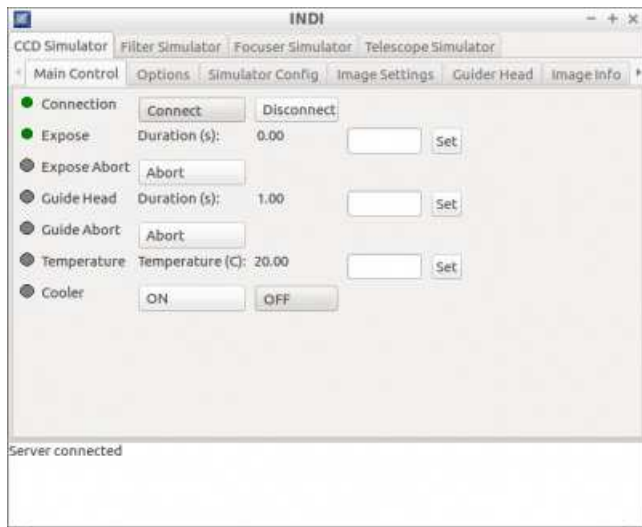 INDI
CCD Simulator Filter Simulator Focuser Simulator Telescope Simulator
Main Control Options Simulator Config Image Settings Guider Head Image Info
Connection Connect Disconnect
Expose Duration (s): 0.00 Set
Expose Abort Abort
Guide Head Duration (s): 1.00 Set
Guide Abort Abort
Temperature Temperature (C): 20.00 Set
Cooler ON OFF
Server connected